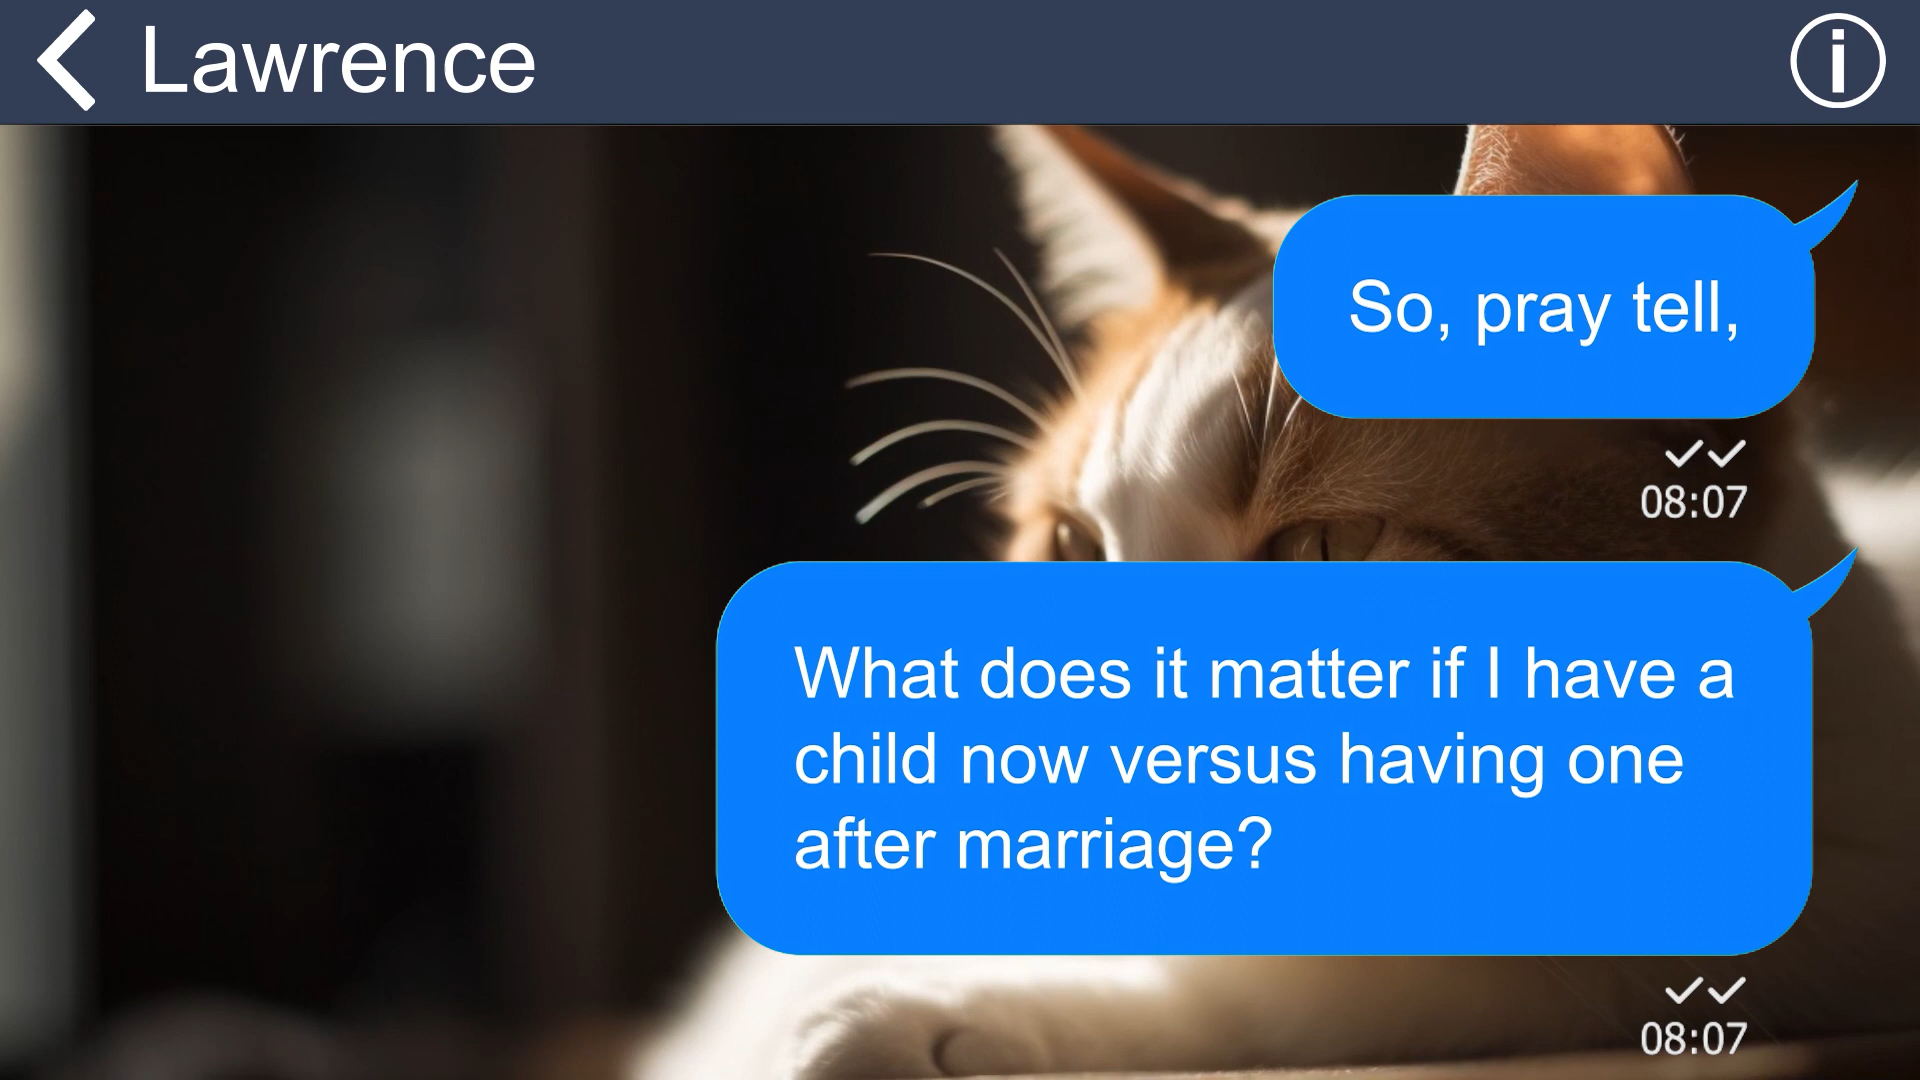 Lawrence
So, pray tell,
08:07
What does it matter if I have a
child now versus having one
after marriage?
08:07